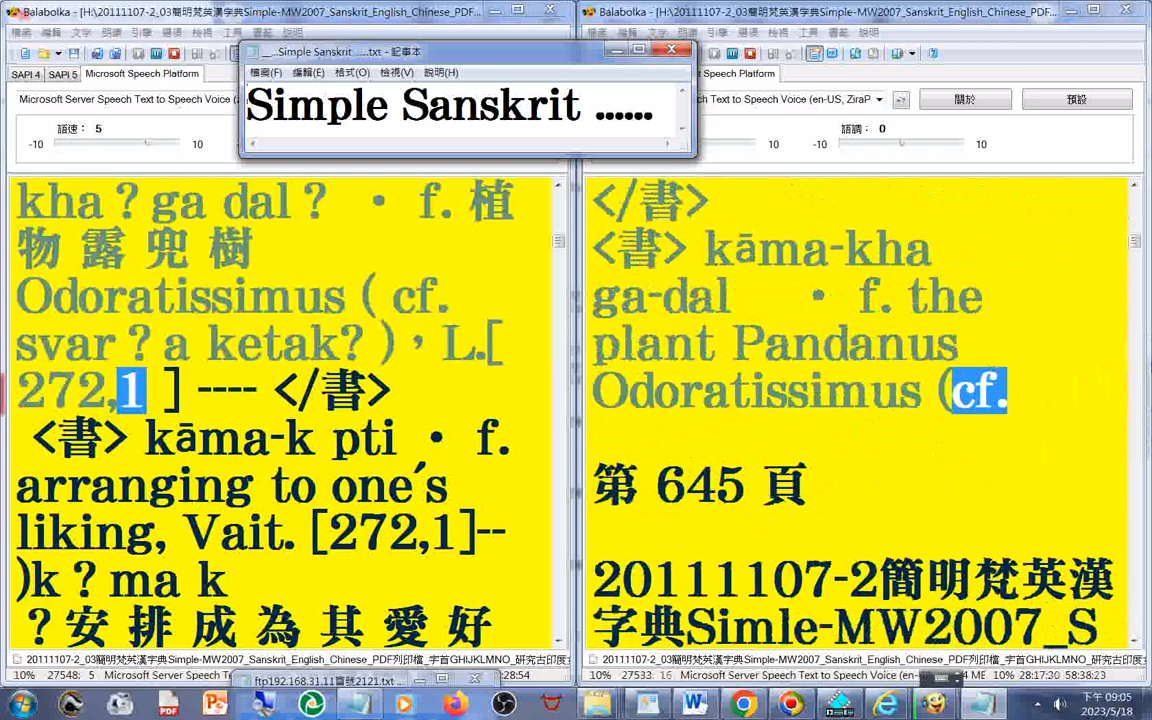 Balabolka - [H:\20111107-2_03簡明梵英漢字典Simple-MW2007_Sanskrit_English_Chinese_PDF...
Balabolka - [H:\20111107-2_03簡明梵英漢字典Simple-MW2007_Sanskrit_English_Chinese_PDF...
__...Simple Sanskrit ......txt - 記事本
檔案(F) 編輯(E) 格式(O) 檢視(V) 說明(H)
Simple Sanskrit ......
SAPI 4 SAPI 5 Microsoft Speech Platform
t Speech Platform
Microsoft Server Speech Text to Speech Voice (z
ch Text to Speech Voice (en-US, ZiraP
關於
預設
語速： 5
-10 10
語調： 0
10 -10 10
kha ? ga dal ? • f. 植
物 露 兜 樹
Odoratissimus ( cf.
svar ? a ketak? )，L.[
272,1 ] ---- </書>
<書> kāma-k pti • f.
arranging to one′s
liking, Vait. [272,1]--
)k ? ma k
? 安 排 成 為 其 愛 好
</書>
<書> kāma-kha
ga-dal • f. the
plant Pandanus
Odoratissimus (cf.
第 645 頁
20111107-2簡明梵英漢
字典Simle-MW2007_S
20111107-2_03簡明梵英漢字典Simple-MW2007_Sanskrit_English_Chinese_PDF列印檔_字首GHIJKLMNO_研究古印度
20111107-2_03簡明梵英漢字典Simple-MW2007_Sanskrit_English_Chinese_PDF列印檔_字首GHIJKLMNO_研究古印度
10% 27548: 5 Microsoft Speech
ftp192.168.31.11賣號2121.txt ...
28:54
10% 27533: 16 Microsoft Speech Text to Speech Voice
10% 28:17:30 58:38:23
下午 09:05
2023/5/18